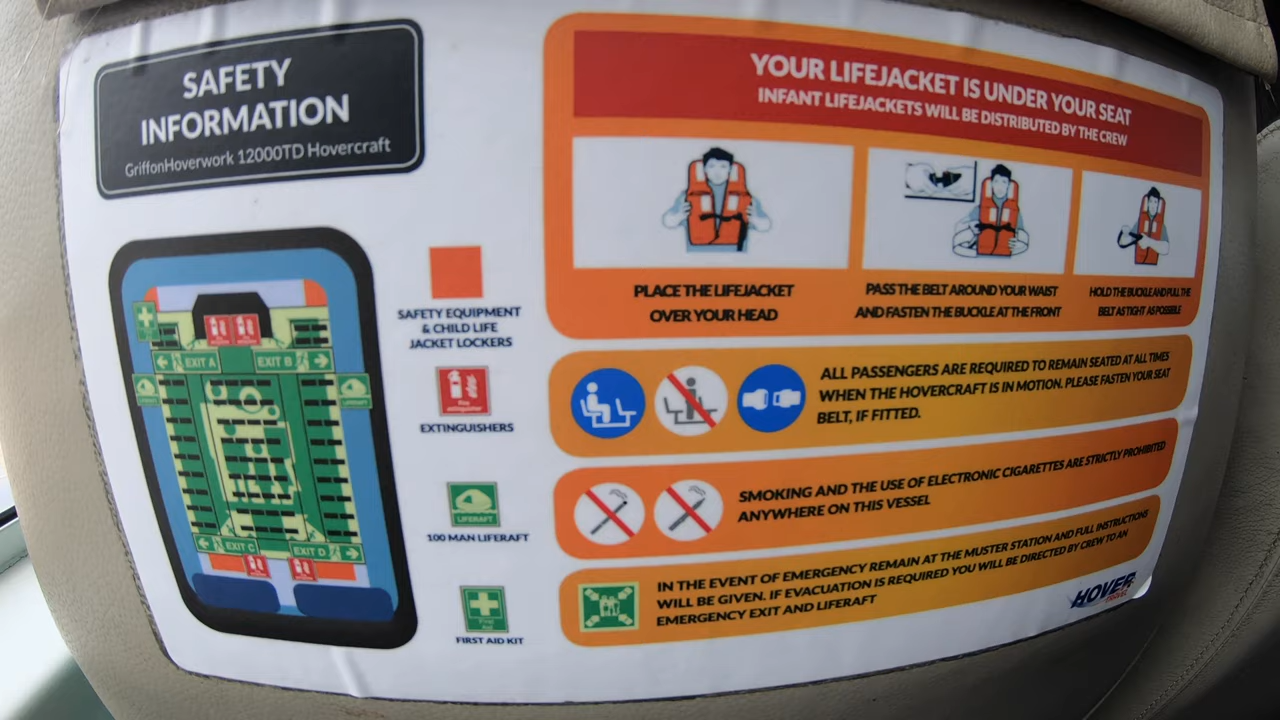 SAFETY
INFORMATION
GriffonHoverwork 12000TD Hovercraft
EXIT A
EXIT B
EXIT C
EXIT D
SAFETY EQUIPMENT
& CHILD LIFE
JACKET LOCKERS
Fire
extinguisher
EXTINGUISHERS
LIFERAFT
100 MAN LIFERAFT
First
Aid
FIRST AID KIT
YOUR LIFEJACKET IS UNDER YOUR SEAT
INFANT LIFEJACKETS WILL BE DISTRIBUTED BY THE CREW
PLACE THE LIFEJACKET
OVER YOUR HEAD
PASS THE BELT AROUND YOUR WAIST
AND FASTEN THE BUCKLE AT THE FRONT
HOLD THE BUCKLE AND PULL THE
BELT AS TIGHT AS POSSIBLE
ALL PASSENGERS ARE REQUIRED TO REMAIN SEATED AT ALL TIMES
WHEN THE HOVERCRAFT IS IN MOTION. PLEASE FASTEN YOUR SEAT
BELT, IF FITTED.
SMOKING AND THE USE OF ELECTRONIC CIGARETTES ARE STRICTLY PROHIBITED
ANYWHERE ON THIS VESSEL
IN THE EVENT OF EMERGENCY REMAIN AT THE MUSTER STATION AND FULL INSTRUCTIONS
WILL BE GIVEN. IF EVACUATION IS REQUIRED YOU WILL BE DIRECTED BY CREW TO AN
EMERGENCY EXIT AND LIFERAFT
HOVER